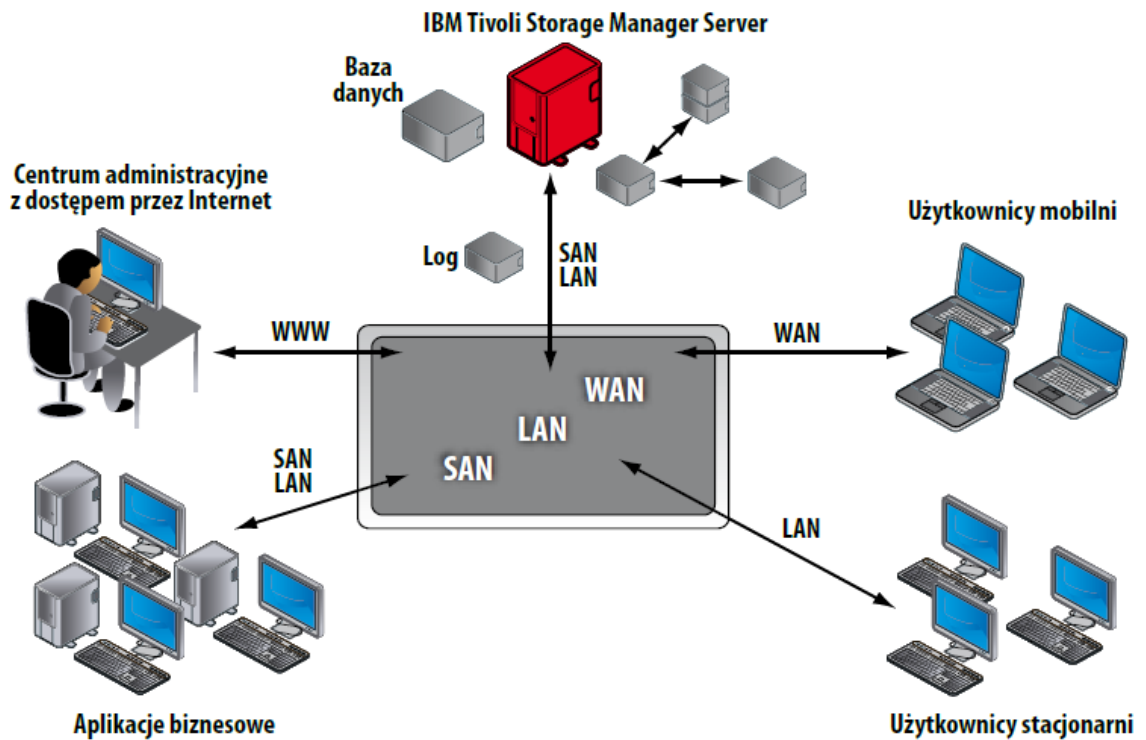 IBM Tivoli Storage Manager Server
Baza
danych
Centrum administracyjne
z dostępem przez Internet
Użytkownicy mobilni
Log
SAN
LAN
WWW
WAN
WAN
LAN
SAN
SAN
LAN
LAN
Aplikacje biznesowe
Użytkownicy stacjonarni